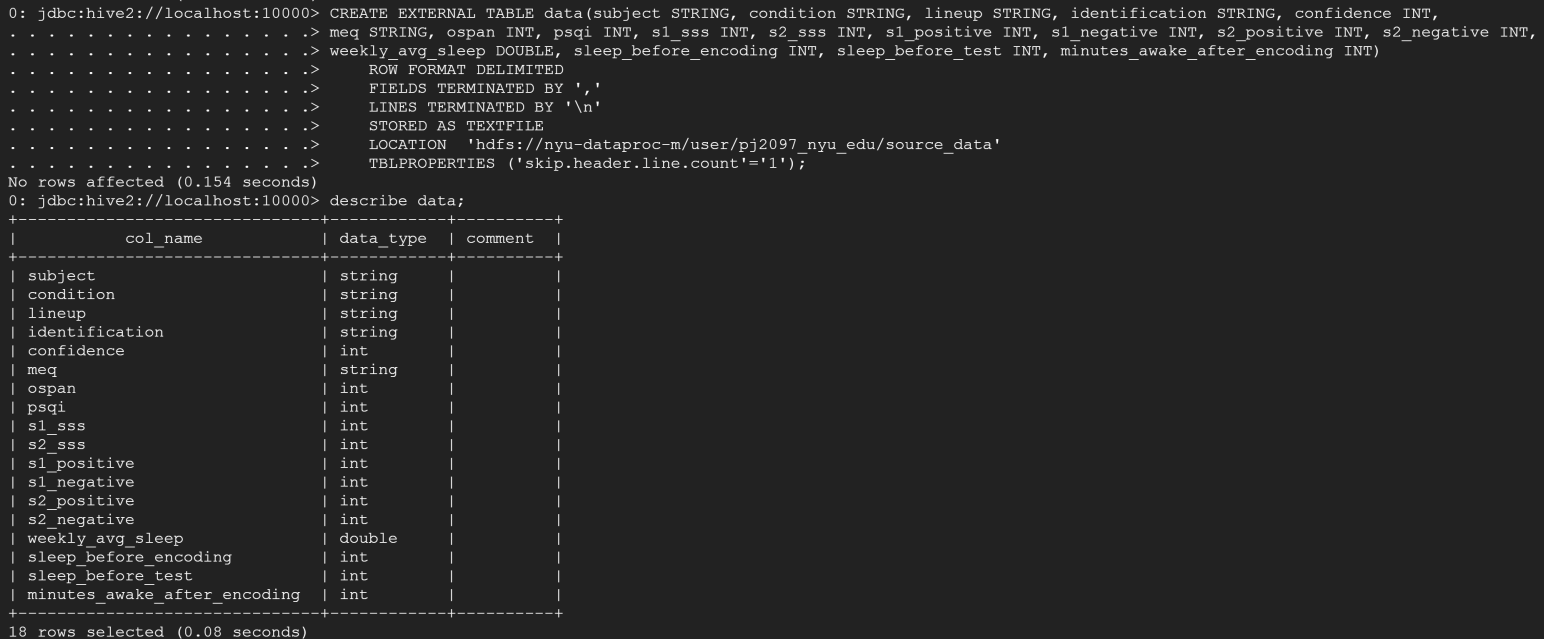 0: jdbc:hive2://localhost:10000> CREATE EXTERNAL TABLE data(subject STRING, condition STRING, lineup STRING, identification STRING, confidence INT,
. . . . . . . . . . . . . . . .> meq STRING, ospan INT, psqi INT, s1_sss INT, s2_sss INT, s1_positive INT, s1_negative INT, s2_positive INT, s2_negative INT,
. . . . . . . . . . . . . . . .> weekly_avg_sleep DOUBLE, sleep_before_encoding INT, sleep_before_test INT, minutes_awake_after_encoding INT)
. . . . . . . . . . . . . . . .>     ROW FORMAT DELIMITED
. . . . . . . . . . . . . . . .>     FIELDS TERMINATED BY ','
. . . . . . . . . . . . . . . .>     LINES TERMINATED BY '\n'
. . . . . . . . . . . . . . . .>     STORED AS TEXTFILE
. . . . . . . . . . . . . . . .>     LOCATION  'hdfs://nyu-dataproc-m/user/pj2097_nyu_edu/source_data'
. . . . . . . . . . . . . . . .>     TBLPROPERTIES ('skip.header.line.count'='1');
No rows affected (0.154 seconds)
0: jdbc:hive2://localhost:10000> describe data;
+-------------------------------+------------+----------+
|           col_name            | data_type  | comment  |
+-------------------------------+------------+----------+
| subject                       | string     |          |
| condition                     | string     |          |
| lineup                        | string     |          |
| identification                | string     |          |
| confidence                    | int        |          |
| meq                           | string     |          |
| ospan                         | int        |          |
| psqi                          | int        |          |
| s1_sss                        | int        |          |
| s2_sss                        | int        |          |
| s1_positive                   | int        |          |
| s1_negative                   | int        |          |
| s2_positive                   | int        |          |
| s2_negative                   | int        |          |
| weekly_avg_sleep              | double     |          |
| sleep_before_encoding         | int        |          |
| sleep_before_test             | int        |          |
| minutes_awake_after_encoding  | int        |          |
+-------------------------------+------------+----------+
18 rows selected (0.08 seconds)